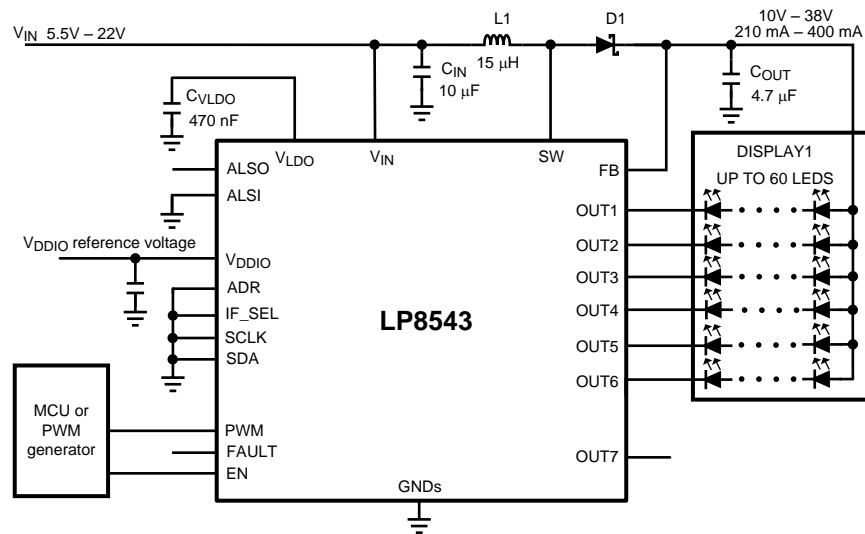 L1
D1
10V – 38V
210 mA – 400 mA
VIN 5.5V – 22V
15 μH
CIN
10 μF
COUT
4.7 μF
CVLDO
470 nF
VLDO
VIN
SW
FB
ALSO
ALSI
DISPLAY1
UP TO 60 LEDS
OUT1
OUT2
OUT3
OUT4
OUT5
OUT6
OUT7
VDDIO reference voltage
VDDIO
ADR
IF_SEL
SCLK
SDA
LP8543
MCU or
PWM
generator
PWM
FAULT
EN
GNDs